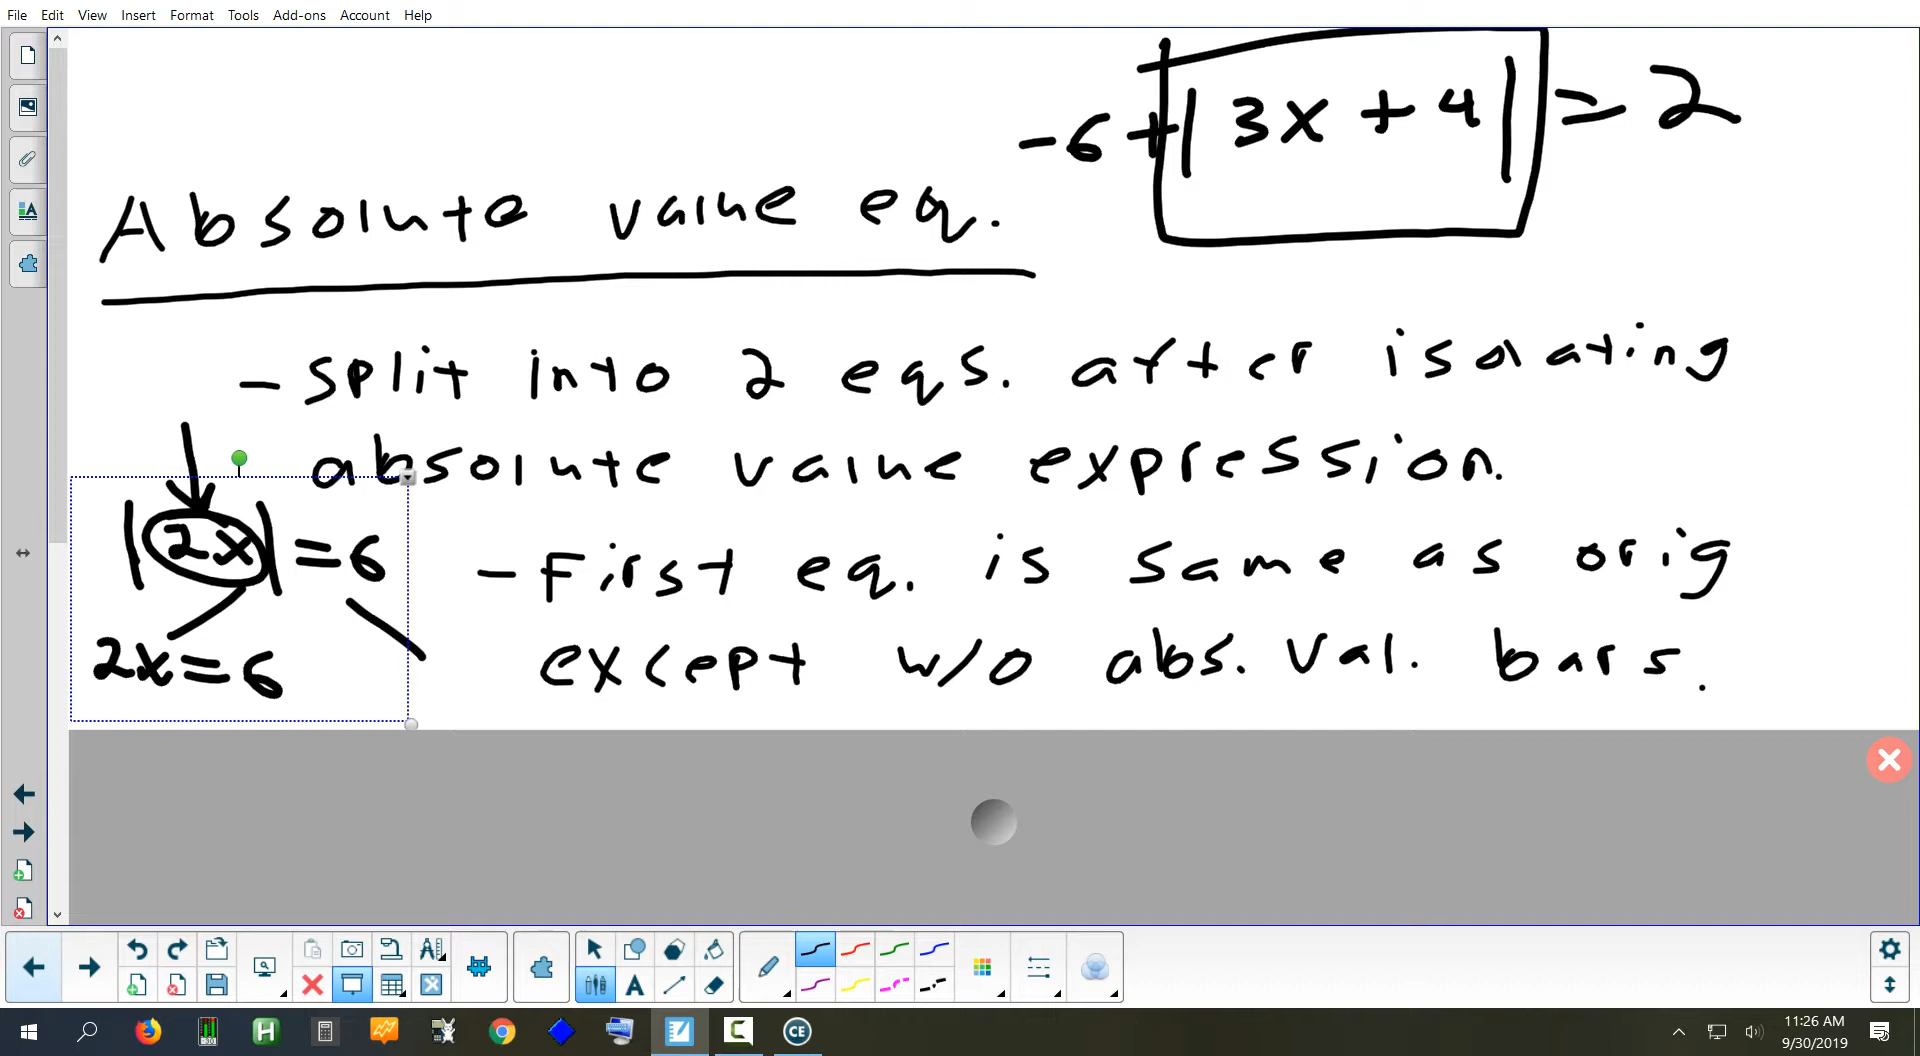 File Edit View Insert Format Tools Add-ons Account Help
-6+|3x+4|=2
Absolute value eq.
- split into 2 eqs. after isolating
absolute value expression.
|2x|=6
- First eq. is same as orig
2x=6
except w/o abs. val. bars.
A
H
CE
11:26 AM
9/30/2019